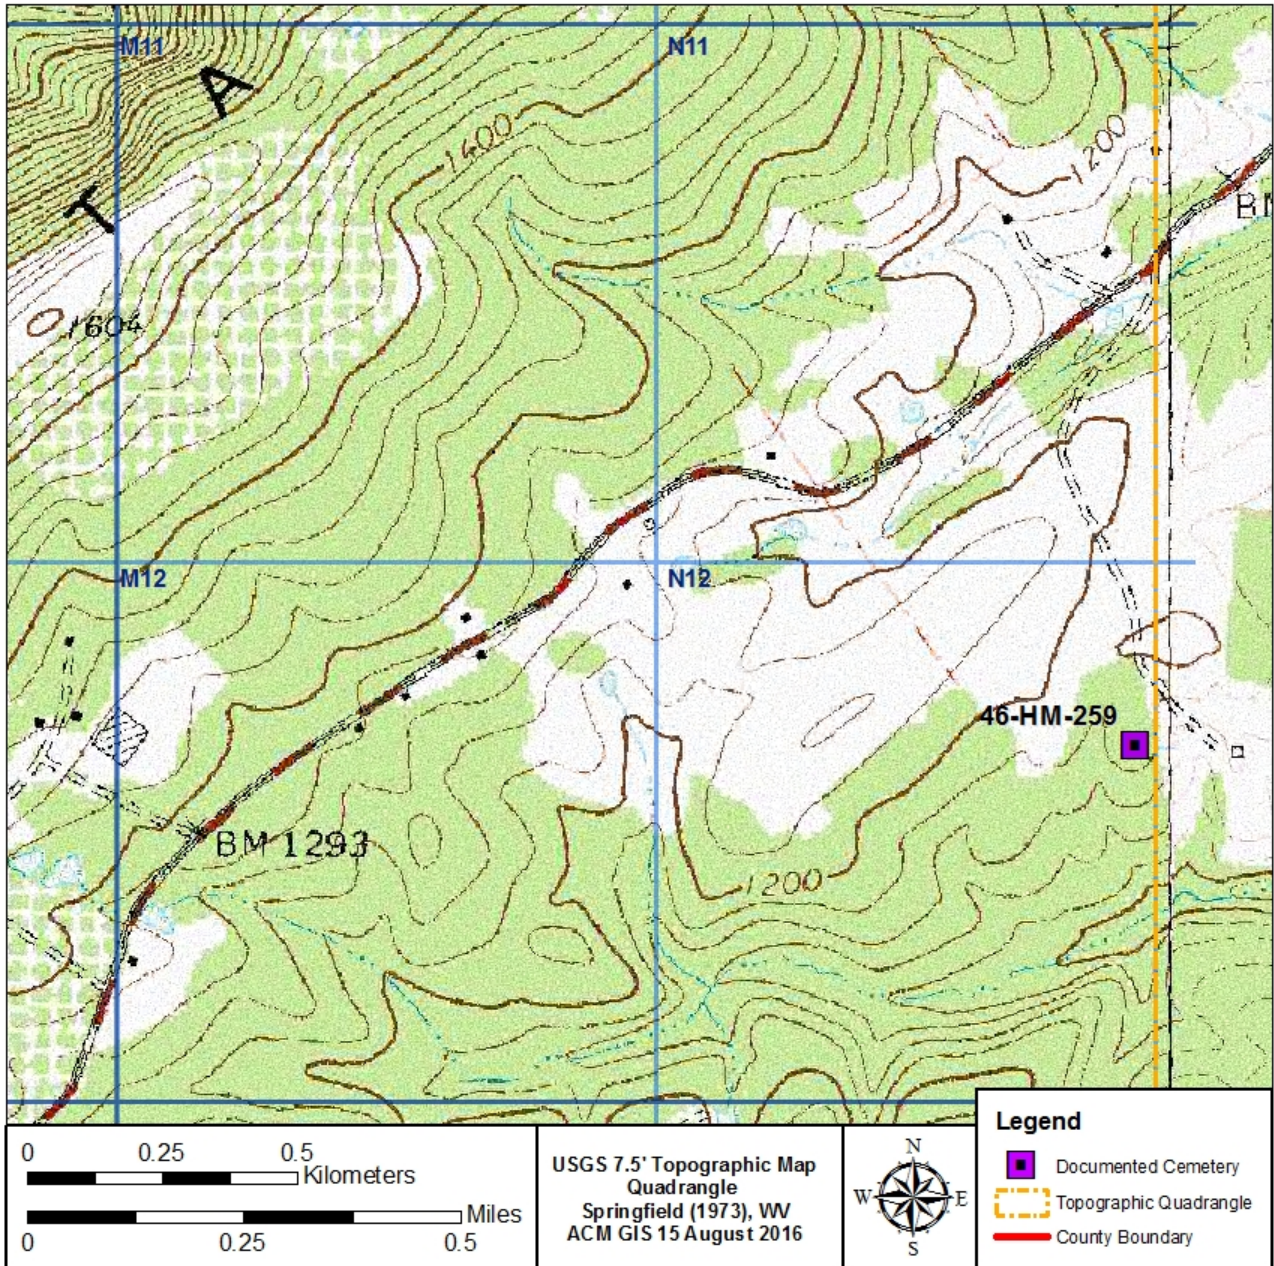 M11
N11
A
1400
1200
T
BM
1604
M12
N12
46-HM-259
BM 1293
1200
0 0.25 0.5
Kilometers
Miles
0 0.25 0.5
USGS 7.5' Topographic Map
Quadrangle
Springfield (1973), WV
ACM GIS 15 August 2016
N
W E
S
Legend
Documented Cemetery
Topographic Quadrangle
County Boundary